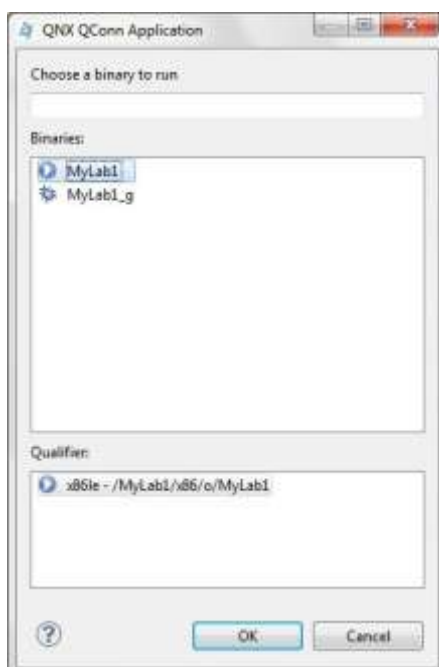 QNX QConn Application
Choose a binary to run
Binaries:
MyLab1
MyLab1_g
Qualifier:
x86le - /MyLab1/x86/o/MyLab1
OK
Cancel